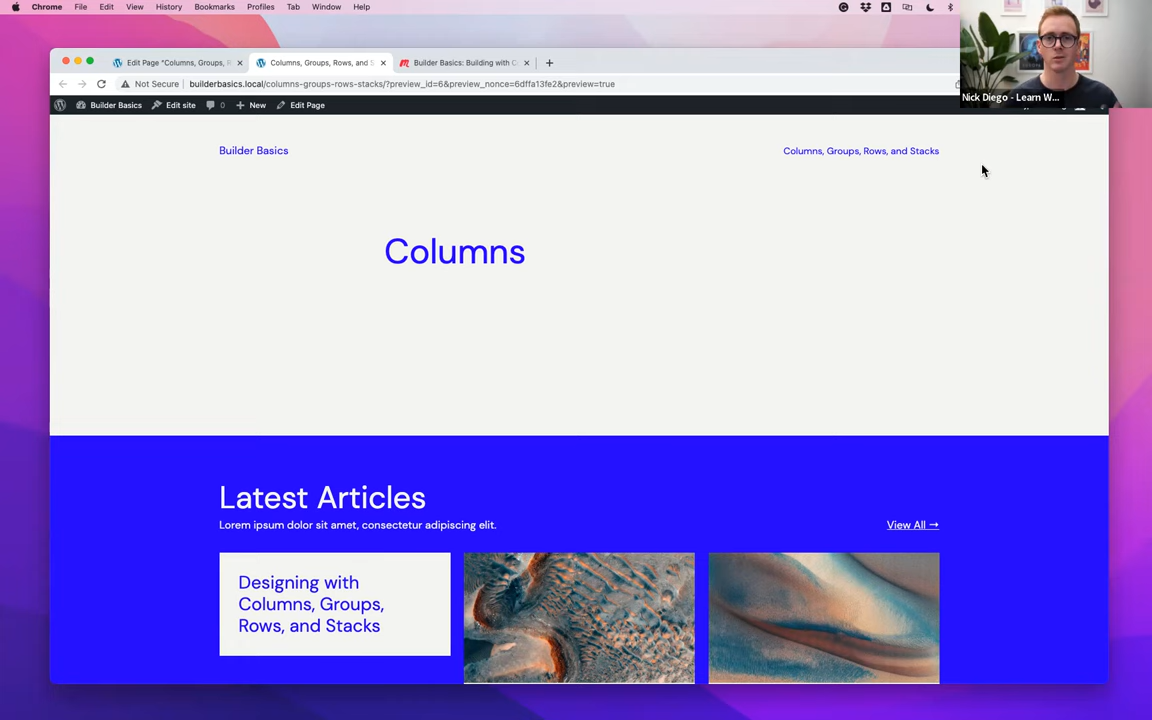 Chrome File Edit View History Bookmarks Profiles Tab Window Help
Nick Diego - Learn W...
Edit Page "Columns, Groups, R
Columns, Groups, Rows, and S
Builder Basics: Building with C
Not Secure builderbasics.local/columns-groups-rows-stacks/?preview_id=6&preview_nonce=6dffa13fe2&preview=true
Builder Basics Edit site 0 New Edit Page
Builder Basics
Columns, Groups, Rows, and Stacks
Columns
Latest Articles
Lorem ipsum dolor sit amet, consectetur adipiscing elit.
View All →
Designing with
Columns, Groups,
Rows, and Stacks